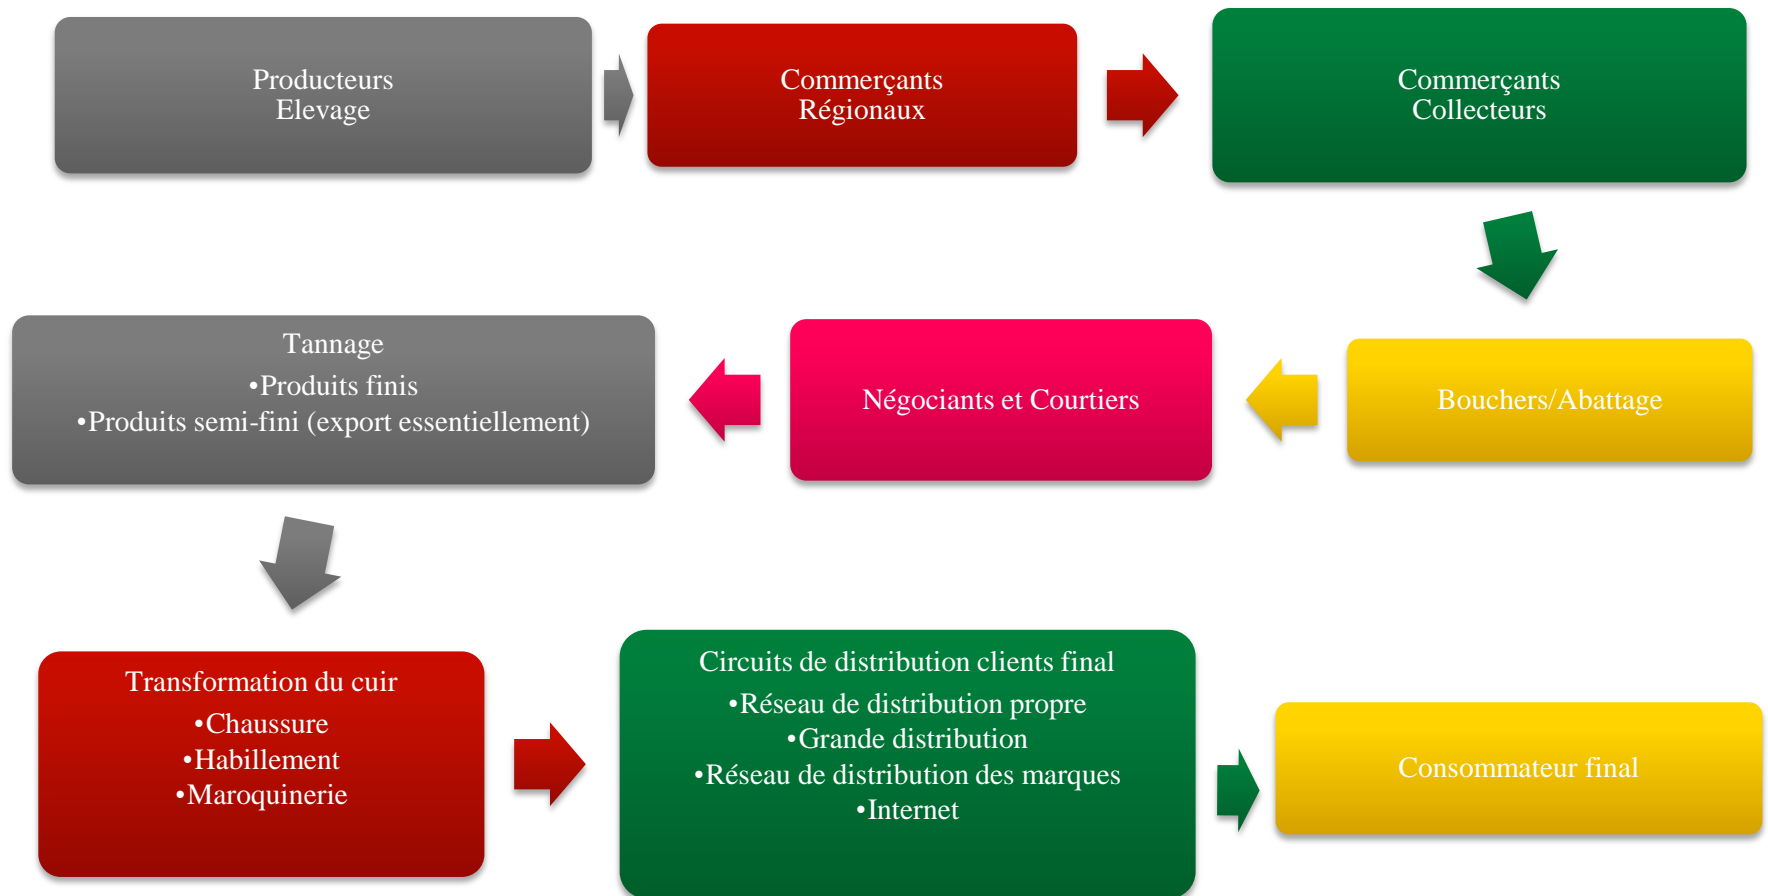 Producteurs
Elevage
Commerçants
Régionaux
Commerçants
Collecteurs
Tannage
•Produits finis
•Produits semi-fini (export essentiellement)
Négociants et Courtiers
Bouchers/Abattage
Transformation du cuir
•Chaussure
•Habillement
•Maroquinerie
Circuits de distribution clients final
•Réseau de distribution propre
•Grande distribution
•Réseau de distribution des marques
•Internet
Consommateur final